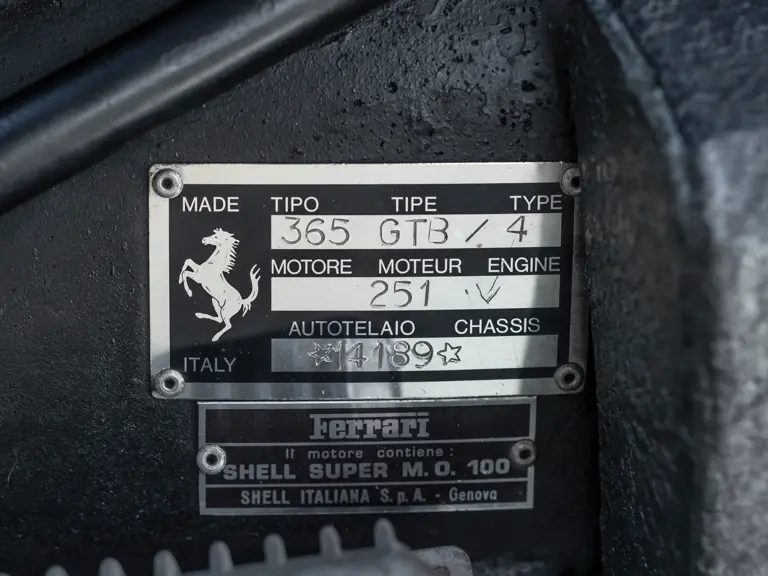 MADE TIPO TIPE TYPE
365 GTB / 4
MOTORE MOTEUR ENGINE
251
AUTOTELAIO CHASSIS
ITALY ☆14189☆
Ferrari
Il motore contiene:
SHELL SUPER M.O. 100
SHELL ITALIANA S.p.A. - Genova